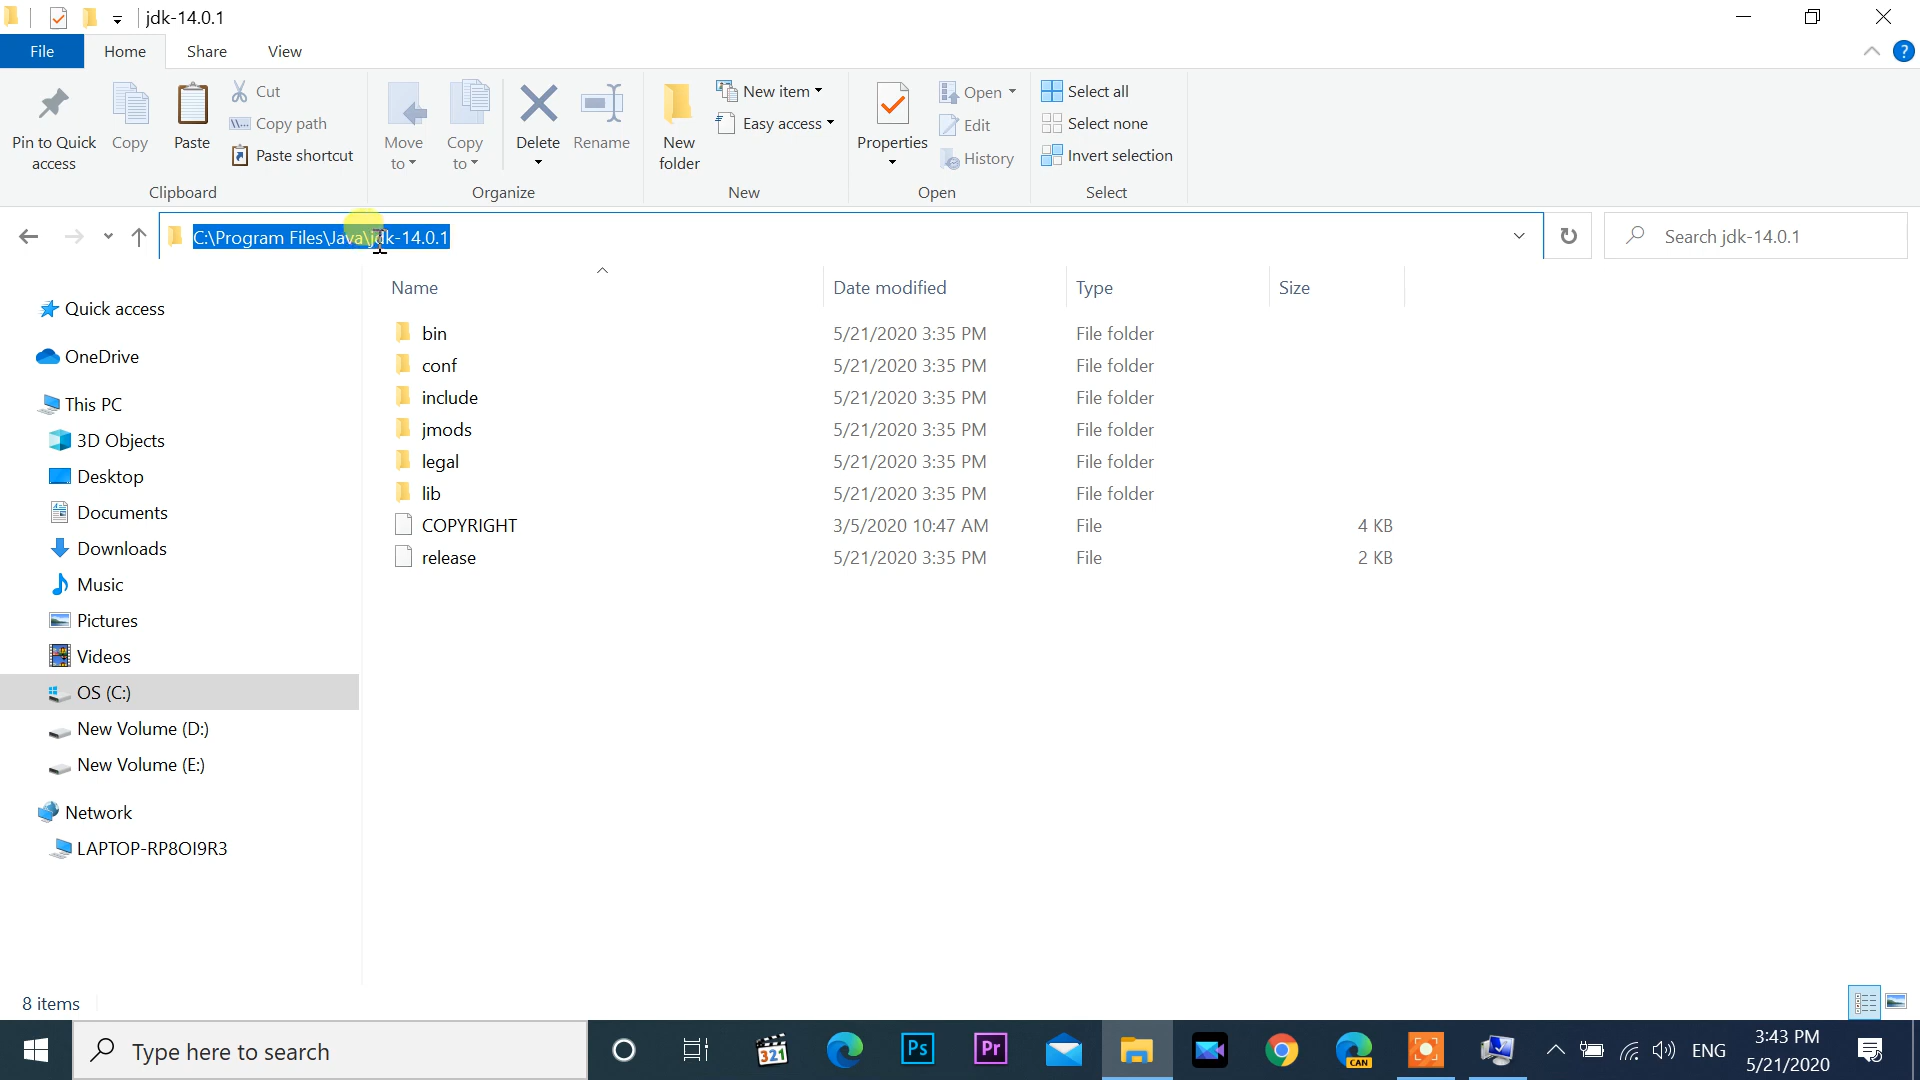 jdk-14.0.1
File Home Share View
Pin to Quick access
Copy
Paste
Cut
Copy path
Paste shortcut
Clipboard
Move to
Copy to
Delete
Rename
Organize
New folder
New item
Easy access
New
Properties
Open
Edit
History
Open
Select all
Select none
Invert selection
Select
C:\Program Files\Java\jdk-14.0.1
Search jdk-14.0.1
Quick access
OneDrive
This PC
3D Objects
Desktop
Documents
Downloads
Music
Pictures
Videos
OS (C:)
New Volume (D:)
New Volume (E:)
Network
LAPTOP-RP8OI9R3
Name Date modified Type Size
bin 5/21/2020 3:35 PM File folder
conf 5/21/2020 3:35 PM File folder
include 5/21/2020 3:35 PM File folder
jmods 5/21/2020 3:35 PM File folder
legal 5/21/2020 3:35 PM File folder
lib 5/21/2020 3:35 PM File folder
COPYRIGHT 3/5/2020 10:47 AM File 4 KB
release 5/21/2020 3:35 PM File 2 KB
8 items
Type here to search
321
Ps
Pr
CAN
ENG
3:43 PM
5/21/2020